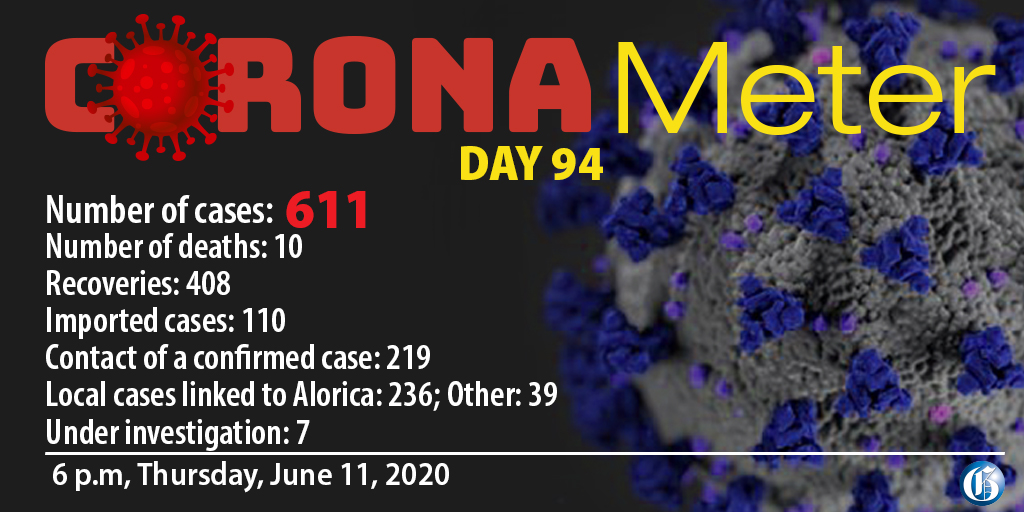 CORONA Meter
DAY 94
Number of cases: 611
Number of deaths: 10
Recoveries: 408
Imported cases: 110
Contact of a confirmed case: 219
Local cases linked to Alorica: 236; Other: 39
Under investigation: 7
6 p.m, Thursday, June 11, 2020
G